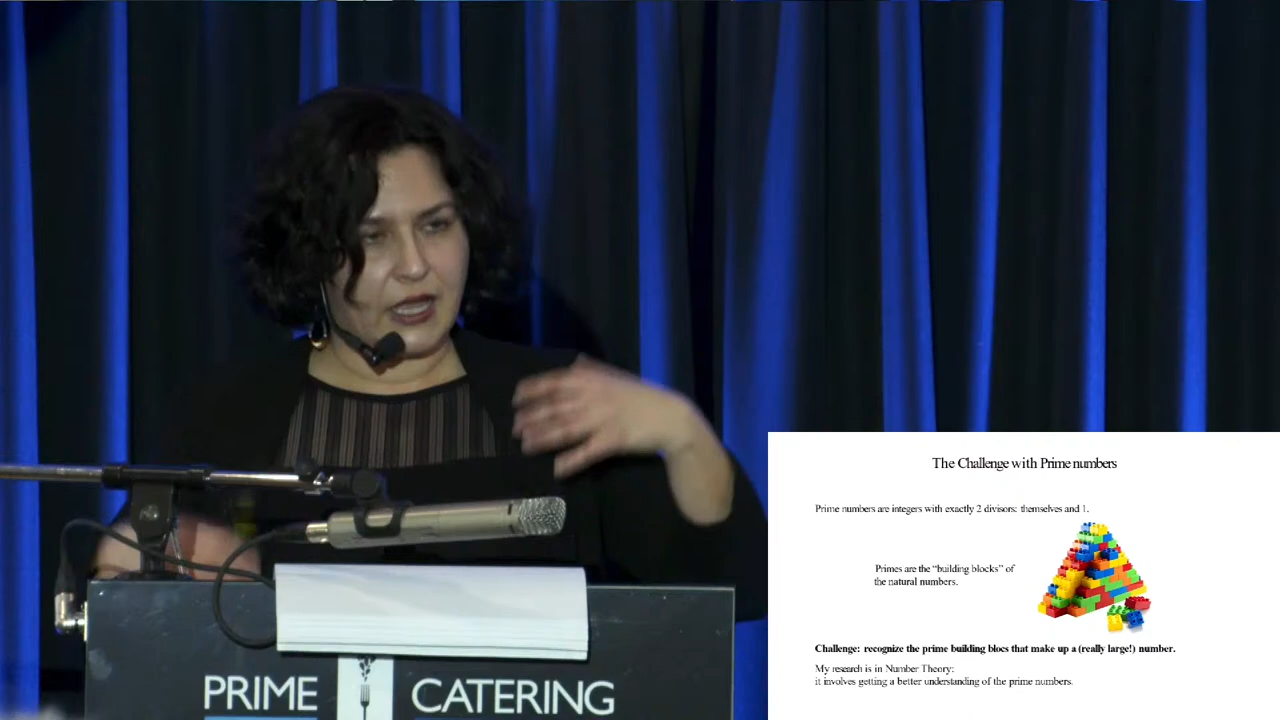 PRIME CATERING
The Challenge with Prime numbers
Prime numbers are integers with exactly 2 divisors: themselves and 1.
Primes are the “building blocks” of
the natural numbers.
Challenge: recognize the prime building blocs that make up a (really large!) number.
My research is in Number Theory:
it involves getting a better understanding of the prime numbers.